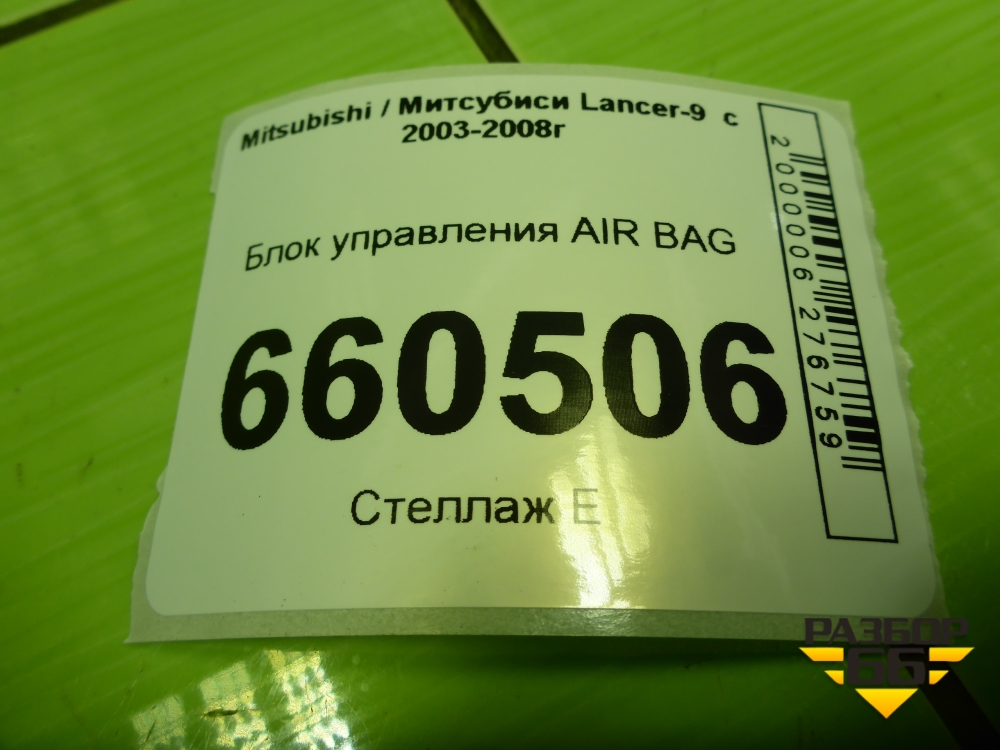 Mitsubishi / Митсубиси Lancer-9 с
2003-2008г
Блок управления AIR BAG
660506
Стеллаж E
2000006276759
РАЗБОР
66